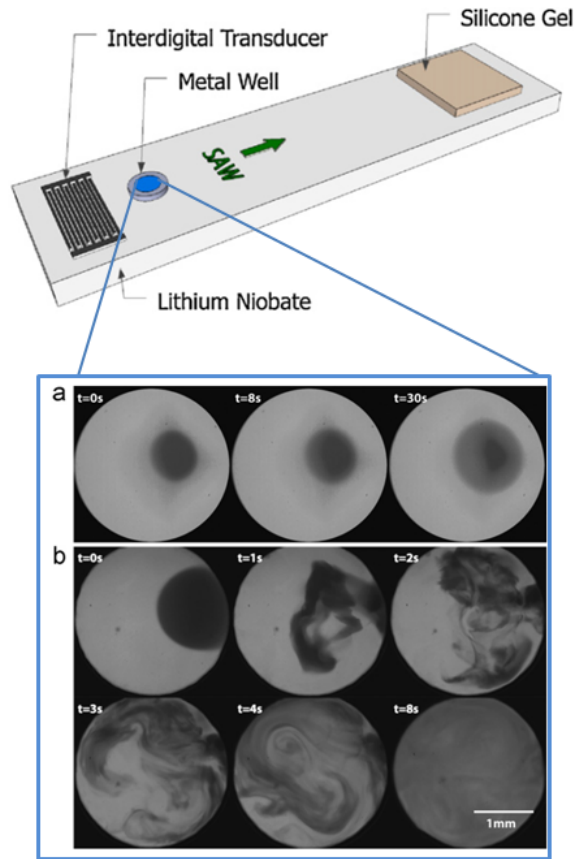 Silicone Gel
Interdigital Transducer
Metal Well
SAW
Lithium Niobate
a
t=0s
t=8s
t=30s
b
t=0s
t=1s
t=2s
t=3s
t=4s
t=8s
1mm